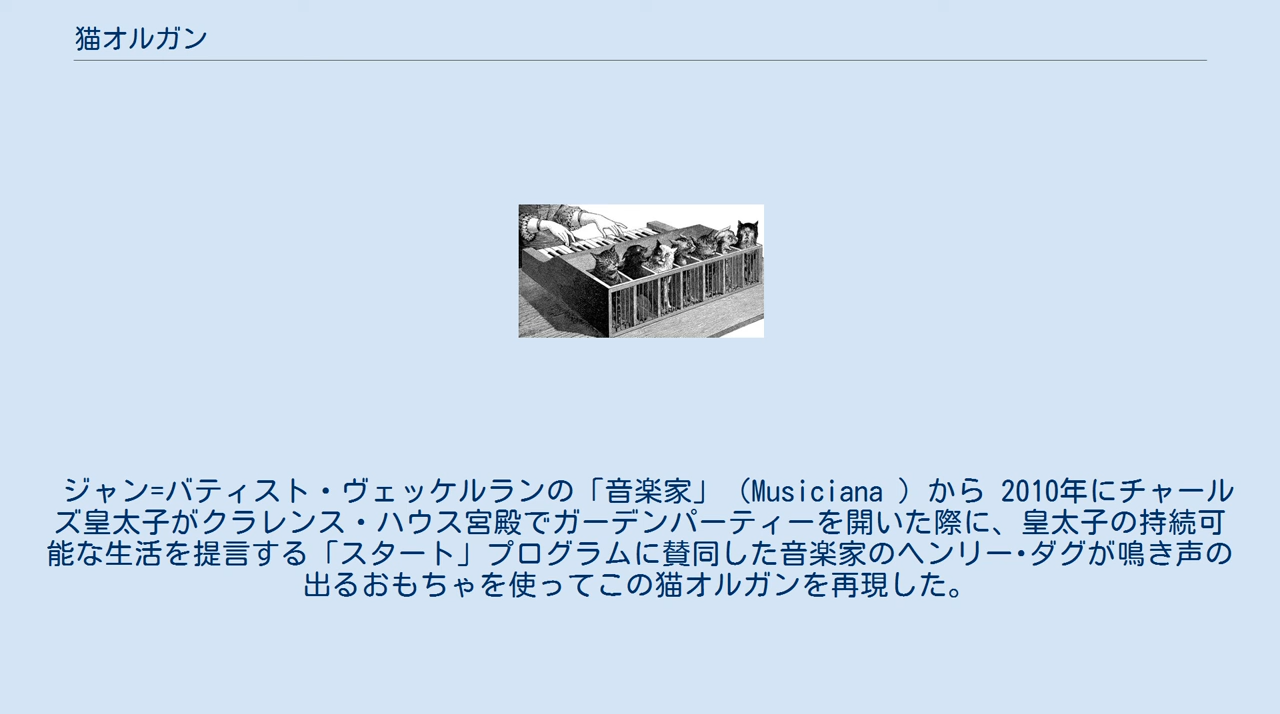 猫オルガン
ジャン=バティスト・ヴェッケルランの「音楽家」（Musiciana ）から 2010年にチャール
ズ皇太子がクラレンス・ハウス宮殿でガーデンパーティーを開いた際に、皇太子の持続可
能な生活を提言する「スタート」プログラムに賛同した音楽家のヘンリー･ダグが鳴き声の
出るおもちゃを使ってこの猫オルガンを再現した。